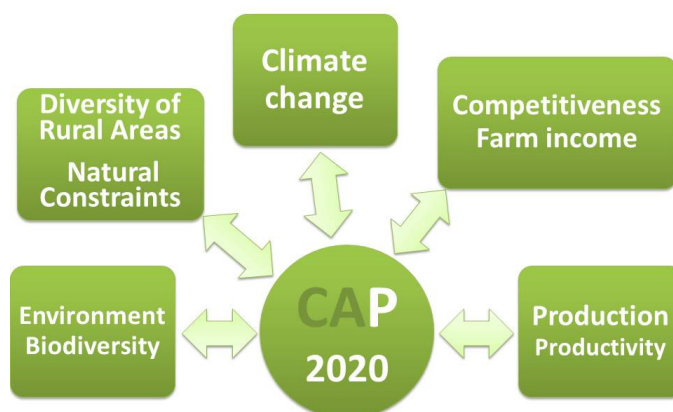 Climate
change
Diversity of
Rural Areas
Natural
Constraints
Competitiveness
Farm income
Environment
Biodiversity
CAP
2020
Production
Productivity